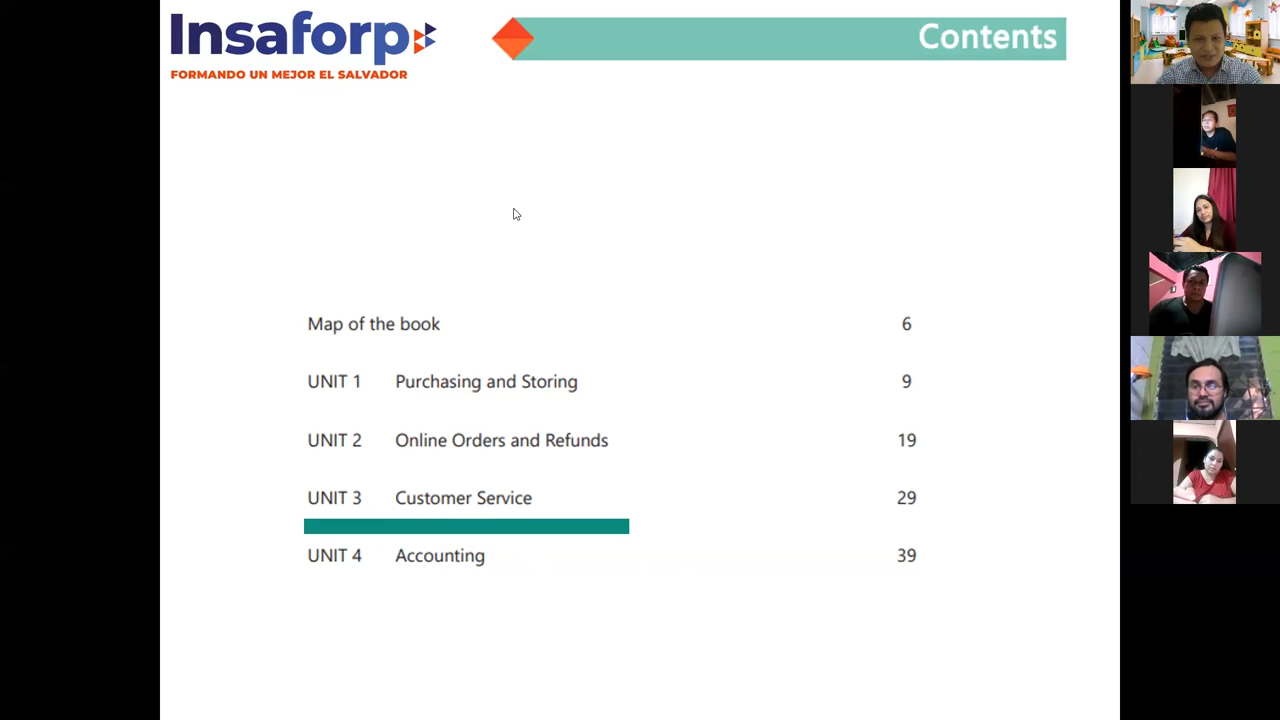 Insaforp
FORMANDO UN MEJOR EL SALVADOR
Contents
Map of the book 6
UNIT 1 Purchasing and Storing 9
UNIT 2 Online Orders and Refunds 19
UNIT 3 Customer Service 29
UNIT 4 Accounting 39